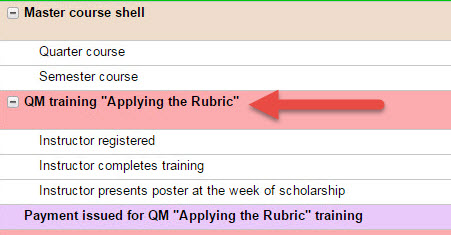 Master course shell
Quarter course
Semester course
QM training "Applying the Rubric"
Instructor registered
Instructor completes training
Instructor presents poster at the week of scholarship
Payment issued for QM "Applying the Rubric" training